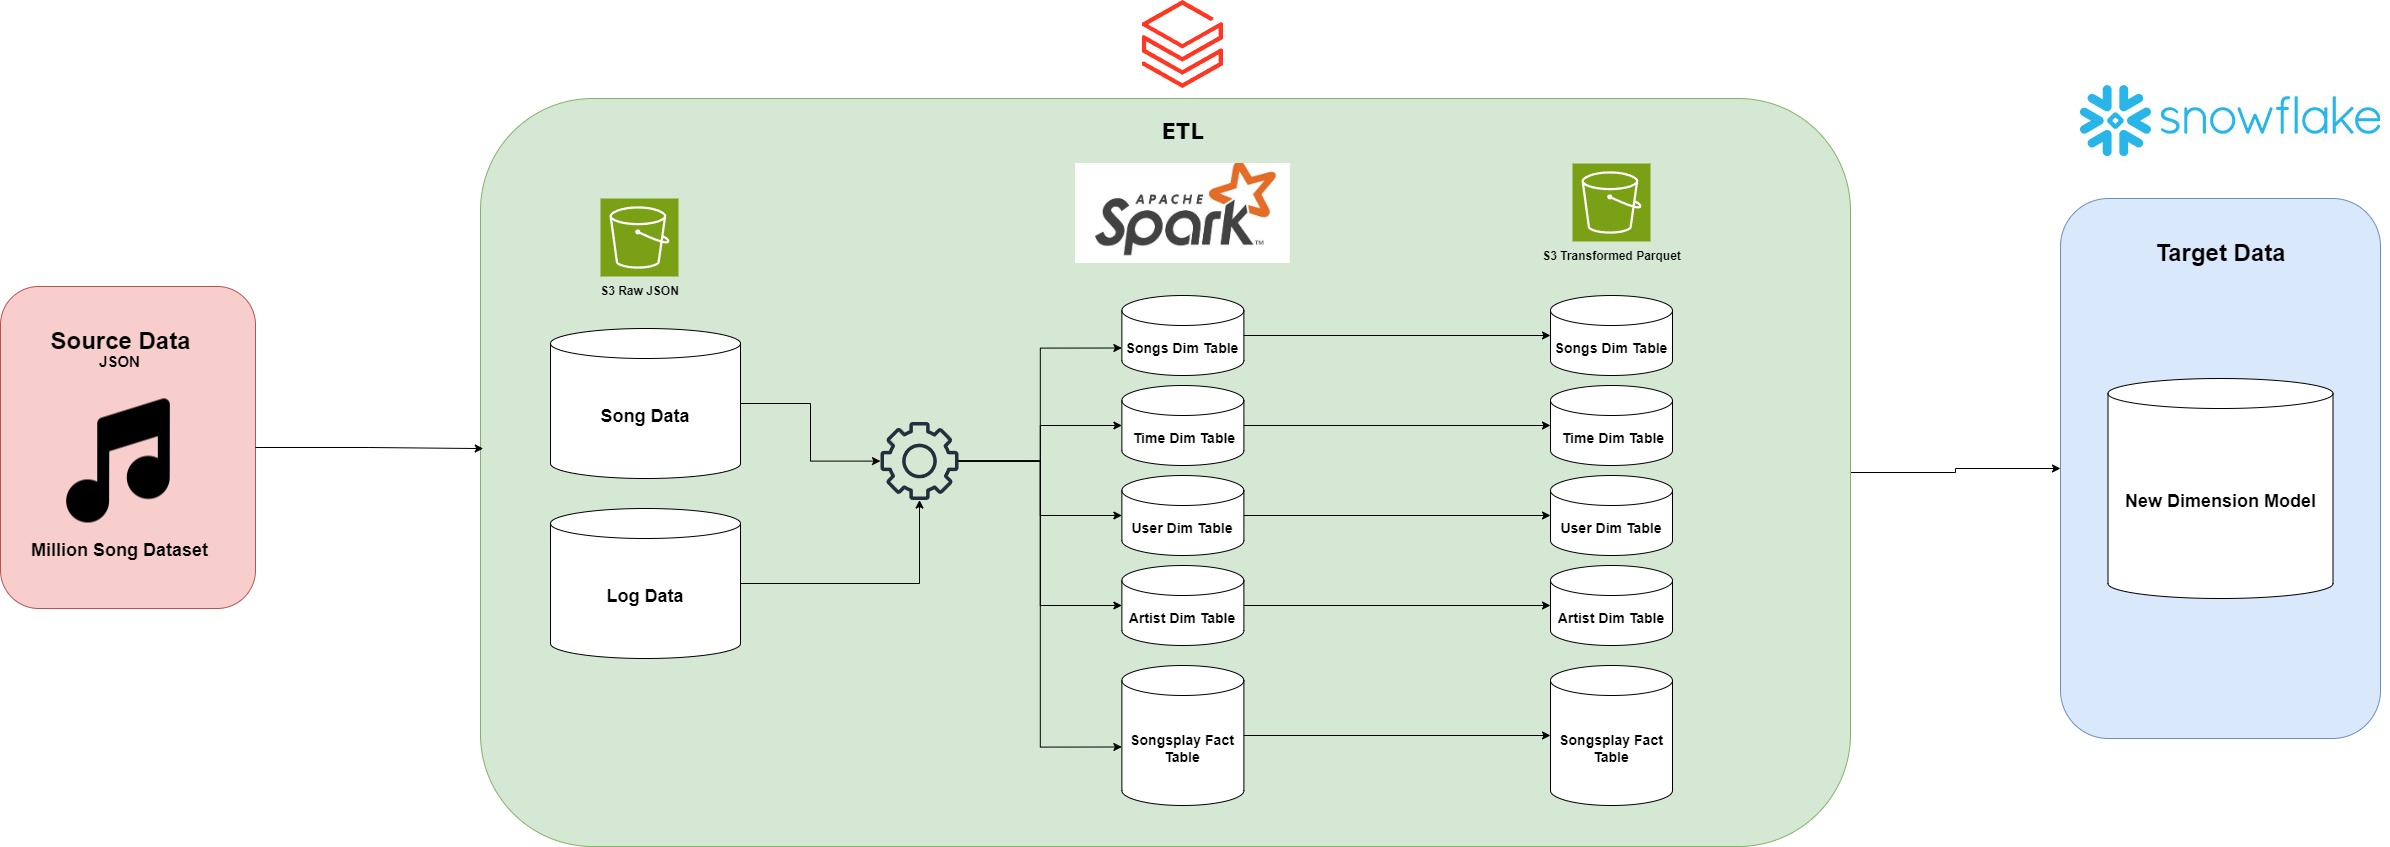 ETL
snowflake
APACHE
Spark™
S3 Raw JSON
S3 Transformed Parquet
Target Data
Source Data
JSON
Million Song Dataset
Song Data
Log Data
Songs Dim Table
Time Dim Table
User Dim Table
Artist Dim Table
Songsplay Fact
Table
Songs Dim Table
Time Dim Table
User Dim Table
Artist Dim Table
Songsplay Fact
Table
New Dimension Model